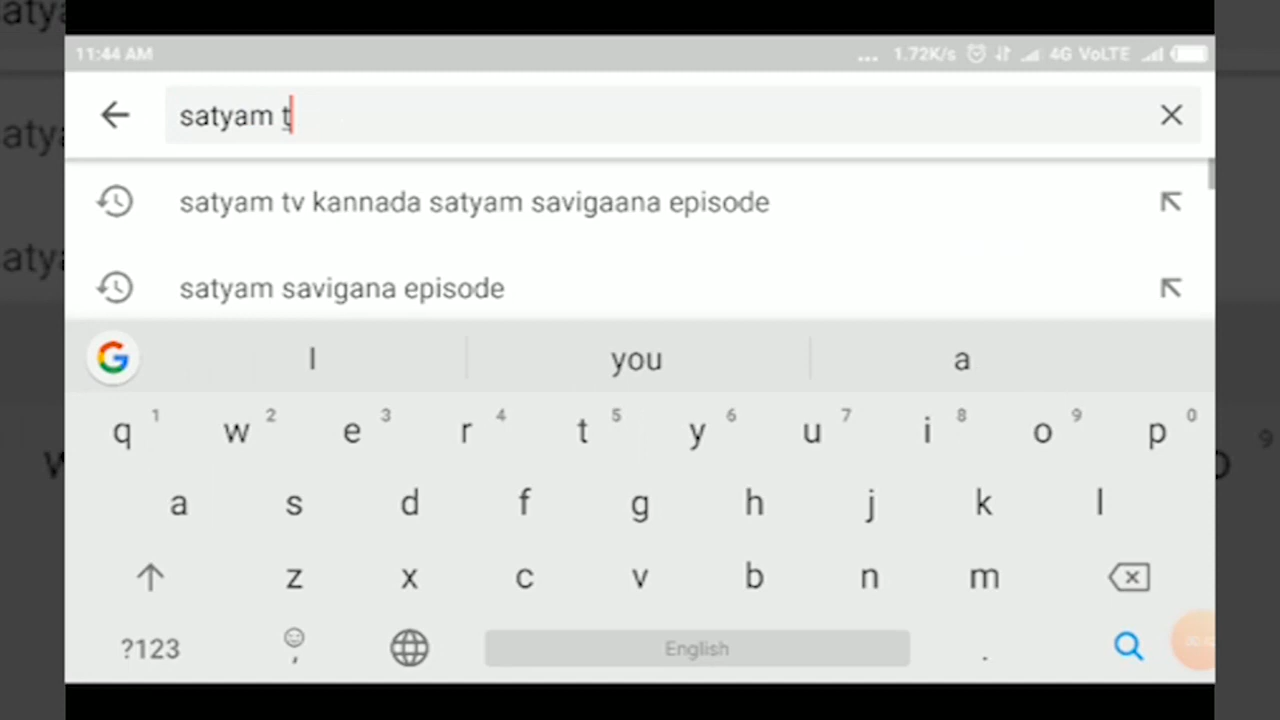 11:44 AM
... 1.72K/s 4G VoLTE
satyam t
satyam tv kannada satyam savigaana episode
satyam savigana episode
G
I you a
q 1 w 2 e 3 r 4 t 5 y 6 u 7 i 8 o 9 p 0
a s d f g h j k l
z x c v b n m
?123 , English .